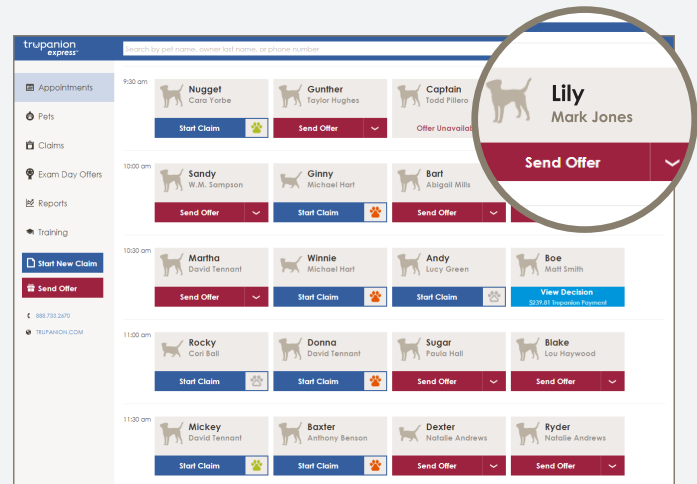 trupanion
express™
Search by pet name, owner last name, or phone number
Appointments
Pets
Claims
Exam Day Offers
Reports
Training
Start New Claim
Send Offer
888.733.2670
TRUPANION.COM
9:30 am
Nugget
Cara Yorbe
Start Claim
Gunther
Taylor Hughes
Send Offer
Captain
Todd Pillero
Offer Unavailab
Lily
Mark Jones
Send Offer
10:00 am
Sandy
W.M. Sampson
Send Offer
Ginny
Michael Hart
Start Claim
Bart
Abigail Mills
Send Offer
10:30 am
Martha
David Tennant
Send Offer
Winnie
Michael Hart
Start Claim
Andy
Lucy Green
Start Claim
Boe
Matt Smith
View Decision
$239.81 Trupanion Payment
11:00 am
Rocky
Cori Ball
Start Claim
Donna
David Tennant
Start Claim
Sugar
Paula Hall
Send Offer
Blake
Lou Haywood
Send Offer
11:30 am
Mickey
David Tennant
Start Claim
Baxter
Anthony Benson
Start Claim
Dexter
Natalie Andrews
Send Offer
Ryder
Natalie Andrews
Send Offer